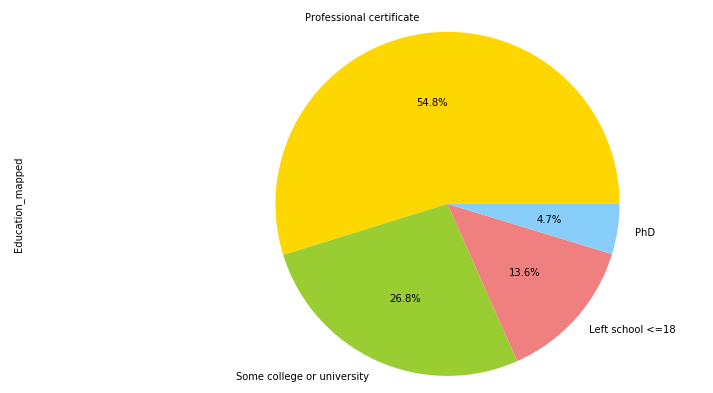 Professional certificate
54.8%
Education_mapped
4.7%
PhD
13.6%
26.8%
Left school <=18
Some college or university